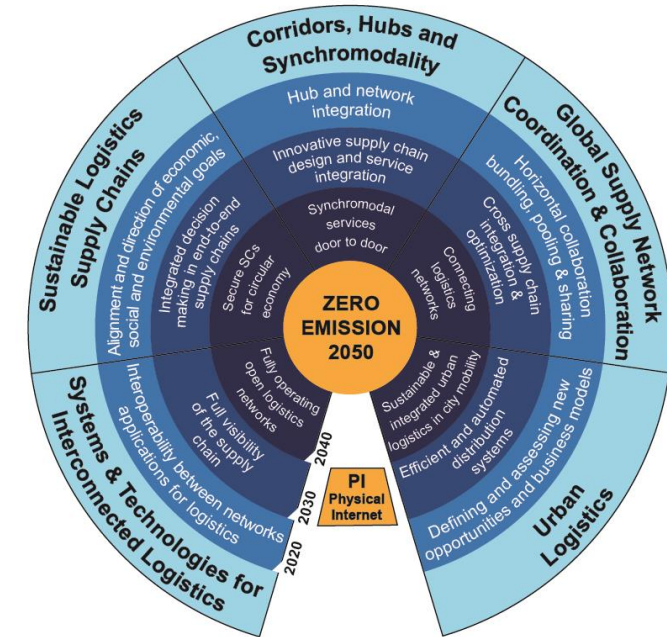 Corridors, Hubs and
Synchromodality
Hub and network
integration
Innovative supply chain
design and service
integration
Synchromodal
services
door to door
Global Supply Network
Coordination & Collaboration
Horizontal collaboration
bundling, pooling & sharing
Cross supply chain
integration &
optimization
Connecting
logistics
networks
Urban
Logistics
Defining and assessing new
opportunities and business models
Efficient and automated
distribution
systems
Sustainable &
integrated urban
logistics in city mobility
Sustainable Logistics
Supply Chains
Alignment and direction of economic,
social and environmental goals
Integrated decision
making in end-to-end
supply chains
Secure SCs
for circular
economy
Systems & Technologies for
Interconnected Logistics
Interoperability between networks
applications for logistics
Full visibility
of the supply
chain
Fully operating
open logistics
networks
ZERO
EMISSION
2050
2040
2030
2020
PI
Physical
Internet